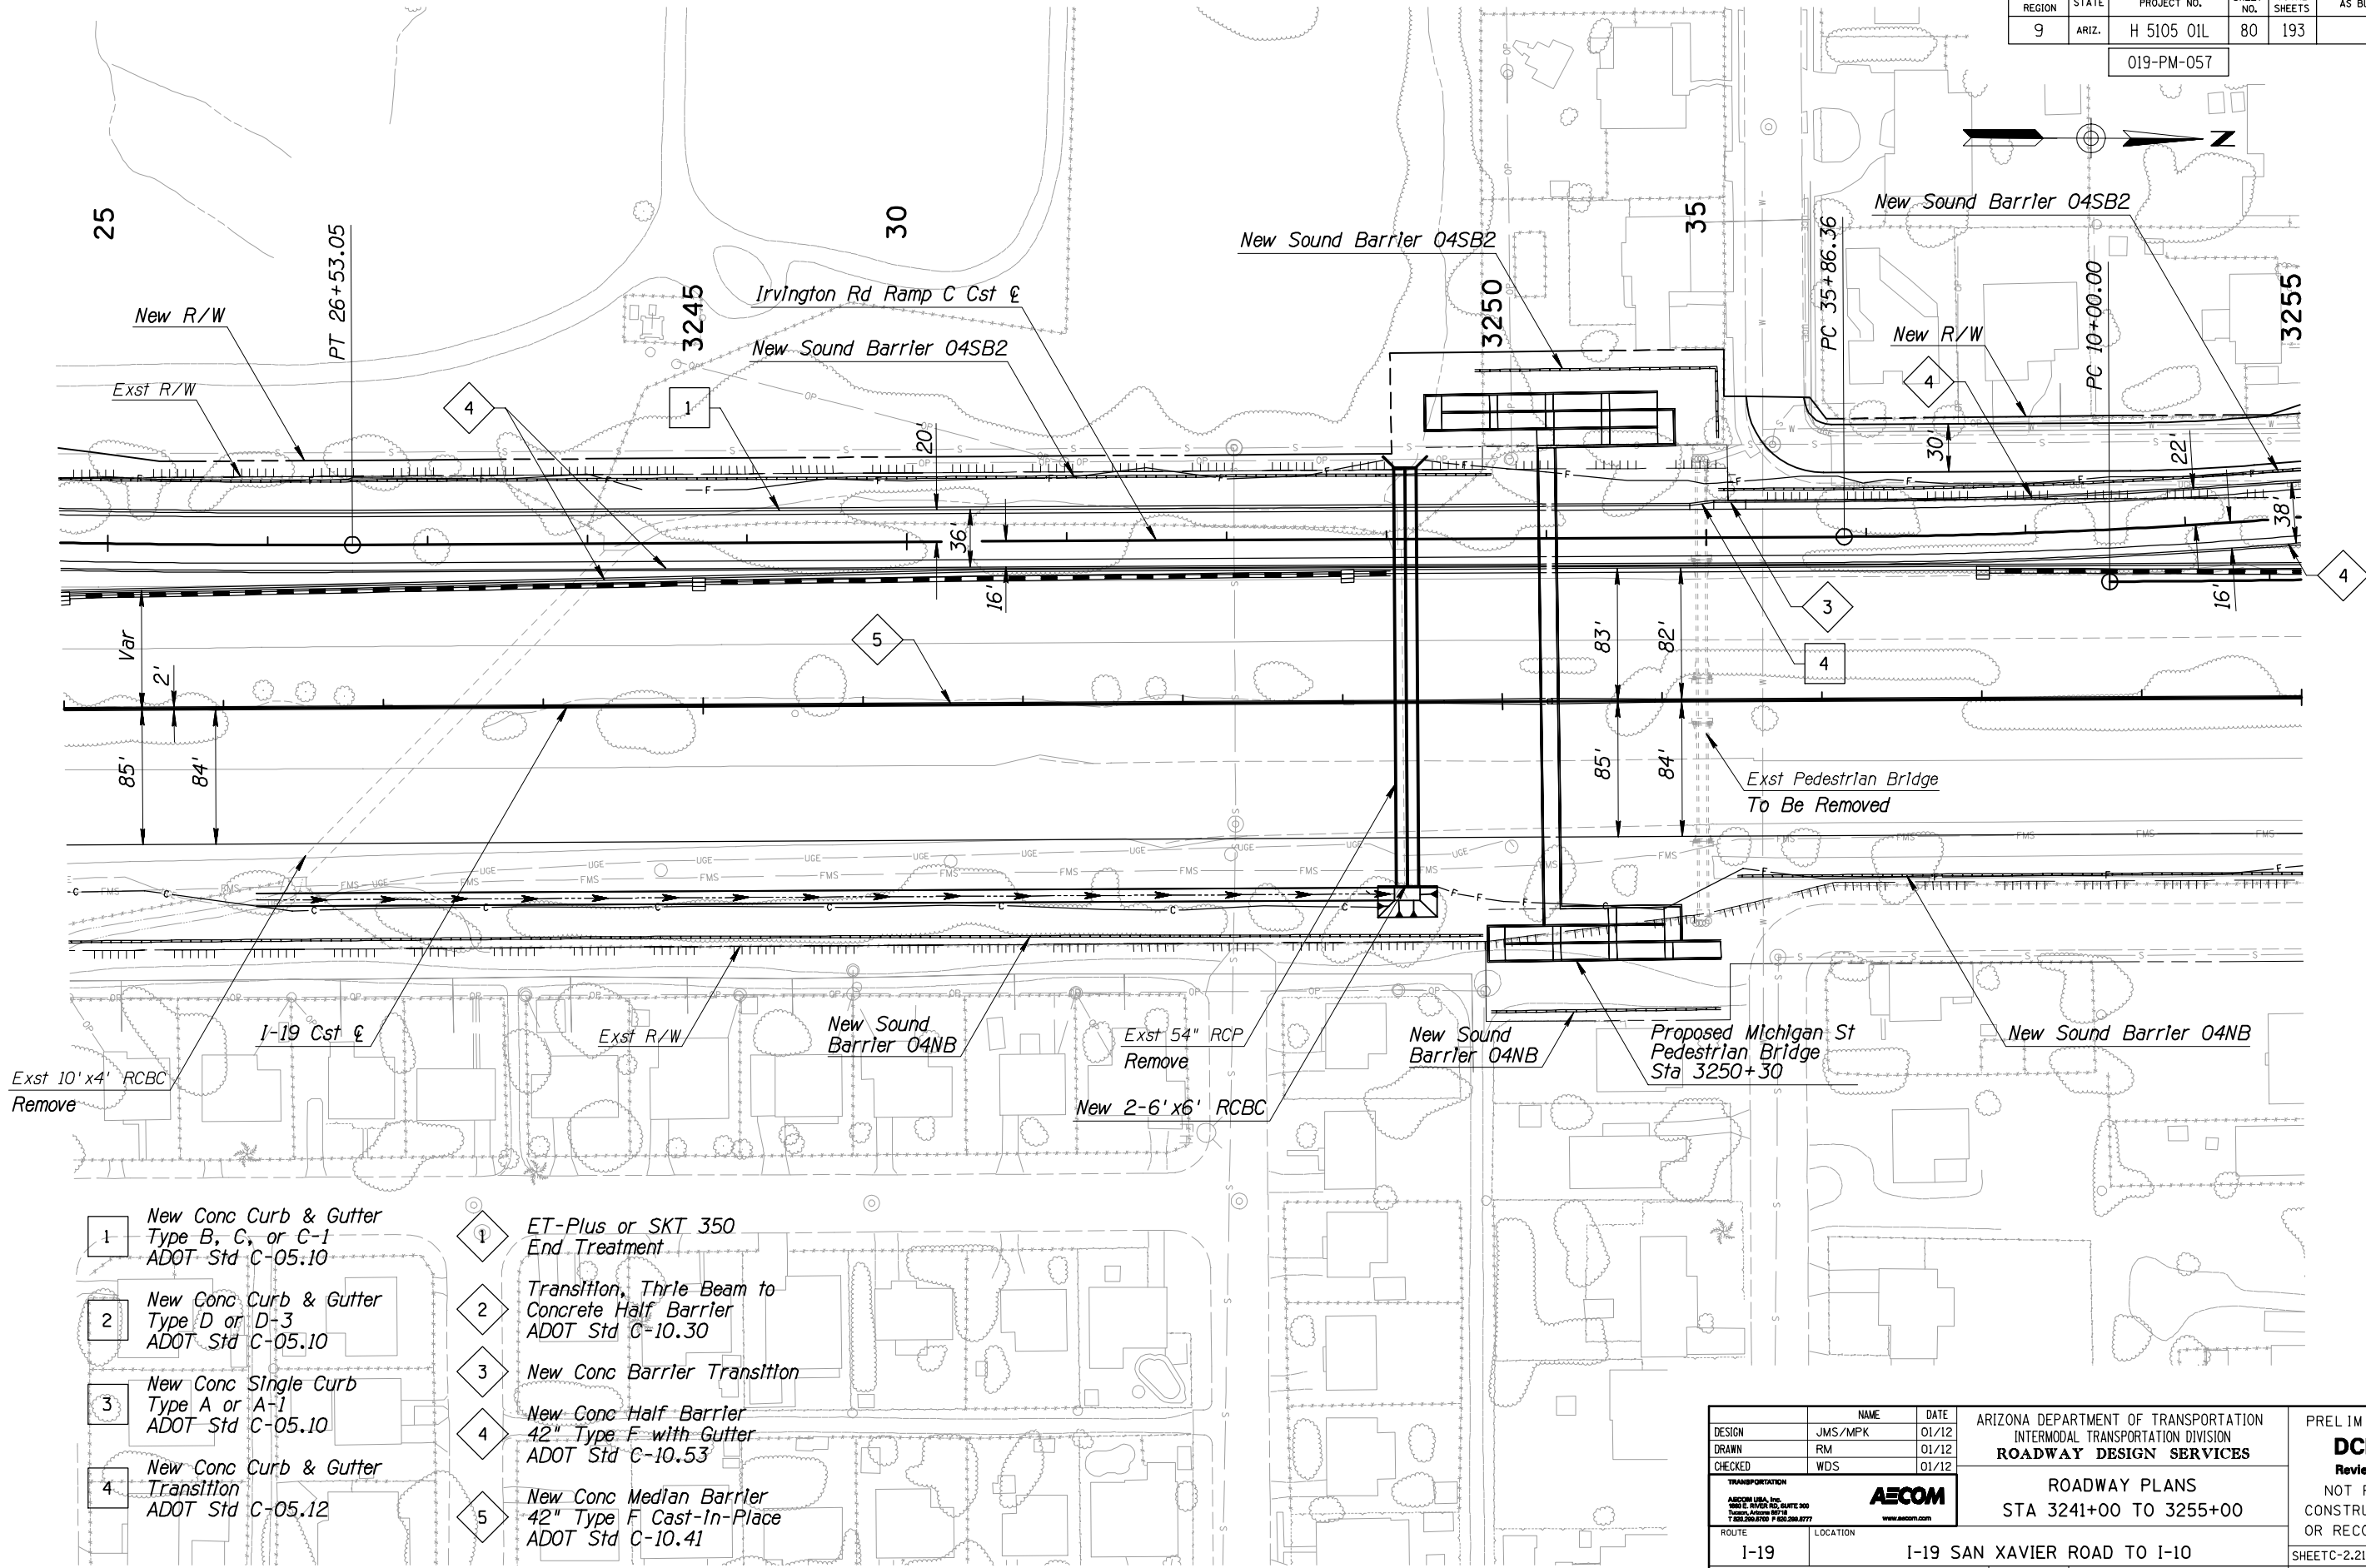 REGION STATE PROJECT NO. NO. SHEETS
9 ARIZ. H 5105 01L 80 193
019-PM-057
N
25
30
35
3245
3250
3255
PT 26+53.05
PC 35+86.36
PC 10+00.00
New Sound Barrier 04SB2
New Sound Barrier 04SB2
Irvington Rd Ramp C Cst ℄
New Sound Barrier 04SB2
New R/W
Exst R/W
New R/W
4
1
4
20'
36'
16'
30'
22'
38'
16'
4
3
4
5
Var
2'
85'
84'
83'
82'
85'
84'
Exst Pedestrian Bridge
To Be Removed
I-19 Cst ℄
Exst R/W
New Sound
Barrier 04NB
Exst 54" RCP
Remove
New 2-6'x6' RCBC
New Sound
Barrier 04NB
Proposed Michigan St
Pedestrian Bridge
Sta 3250+30
New Sound Barrier 04NB
Exst 10'x4' RCBC
Remove
1 New Conc Curb & Gutter
Type B, C, or C-1
ADOT Std C-05.10
2 New Conc Curb & Gutter
Type D or D-3
ADOT Std C-05.10
3 New Conc Single Curb
Type A or A-1
ADOT Std C-05.10
4 New Conc Curb & Gutter
Transition
ADOT Std C-05.12
1 ET-Plus or SKT 350
End Treatment
2 Transition, Thrie Beam to
Concrete Half Barrier
ADOT Std C-10.30
3 New Conc Barrier Transition
4 New Conc Half Barrier
42" Type F with Gutter
ADOT Std C-10.53
5 New Conc Median Barrier
42" Type F Cast-In-Place
ADOT Std C-10.41
NAME DATE
DESIGN JMS/MPK 01/12
DRAWN RM 01/12
CHECKED WDS 01/12
TRANSPORTATION
AECOM USA, Inc.
AECOM
www.aecom.com
ARIZONA DEPARTMENT OF TRANSPORTATION
INTERMODAL TRANSPORTATION DIVISION
ROADWAY DESIGN SERVICES
ROADWAY PLANS
STA 3241+00 TO 3255+00
ROUTE LOCATION
I-19 I-19 SAN XAVIER ROAD TO I-10
PRELIM
NOT
OR